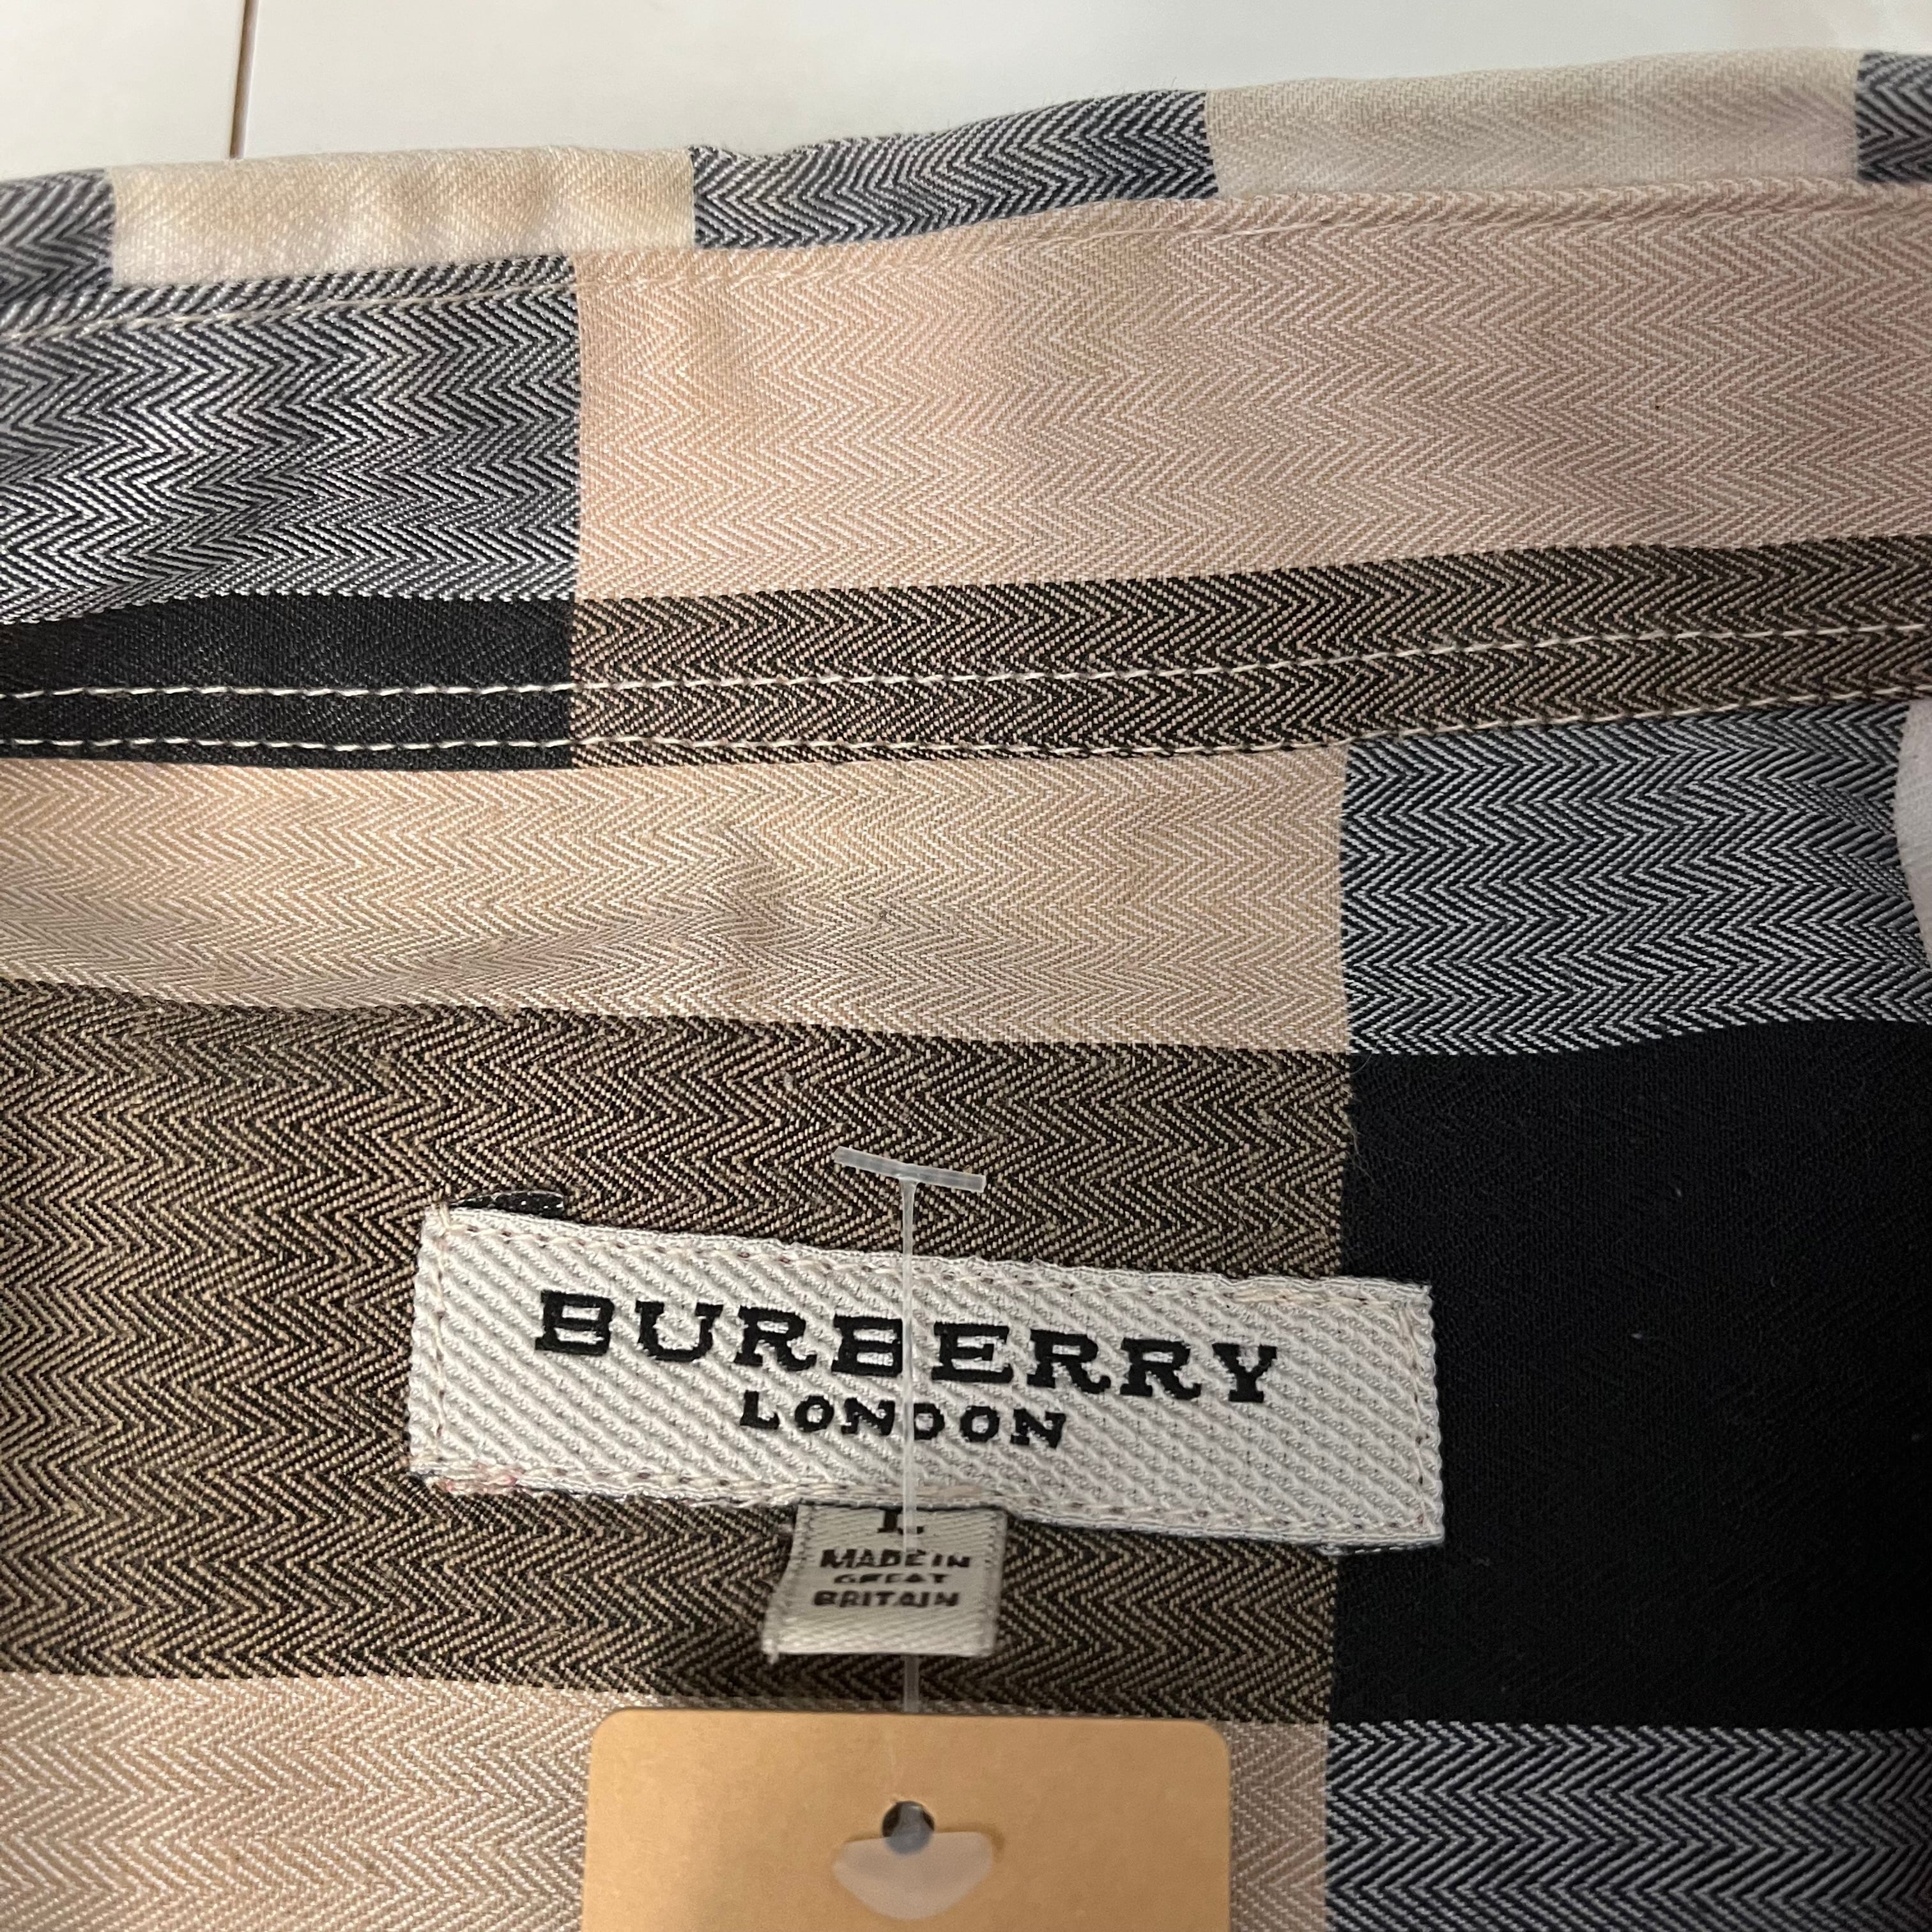 BURBERRY
LONDON
L
MADE IN
GREAT
BRITAIN